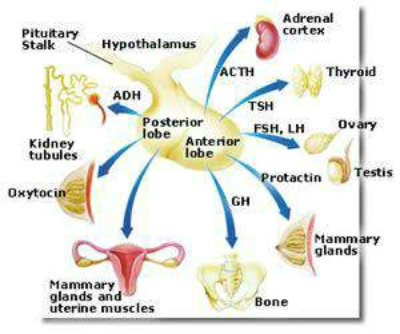 Adrenal
cortex
Pituitary
Stalk
Hypothalamus
ACTH
Thyroid
ADH
TSH
Posterior
lobe
Anterior
lobe
FSH, LH
Ovary
Kidney
tubules
Protactin
Testis
Oxytocin
GH
Mammary
glands
Mammary
glands and
uterine muscles
Bone